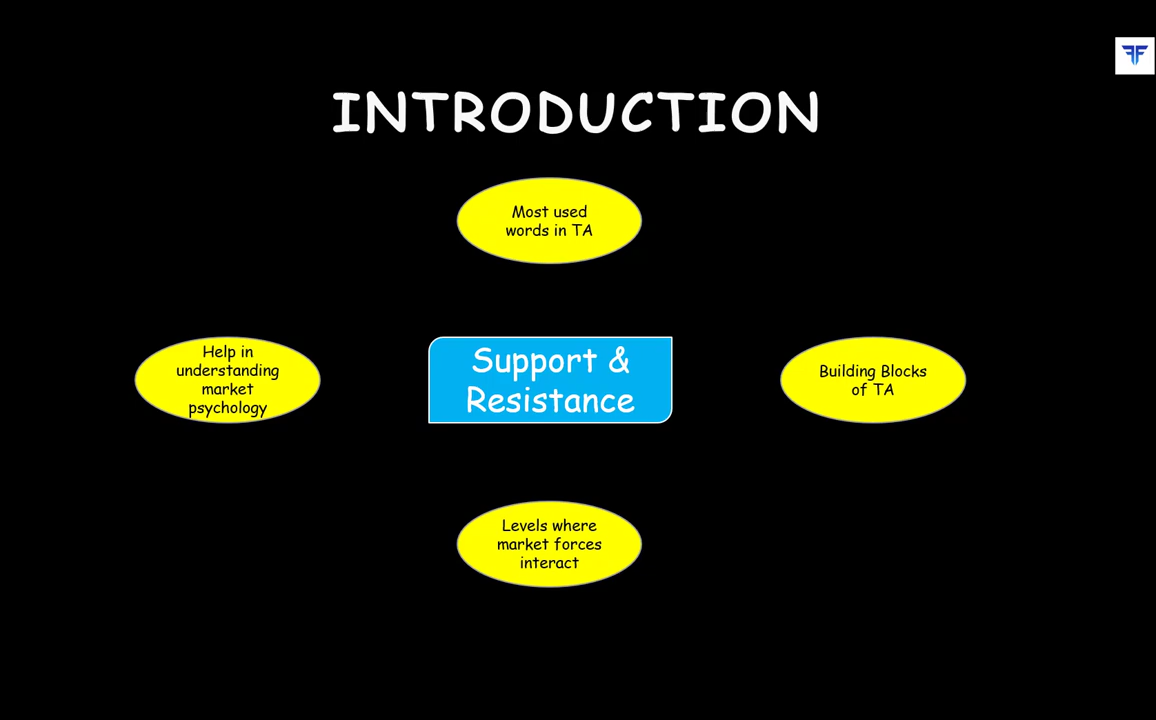 INTRODUCTION
Most used
words in TA
Help in
understanding
market
psychology
Support &
Resistance
Building Blocks
of TA
Levels where
market forces
interact